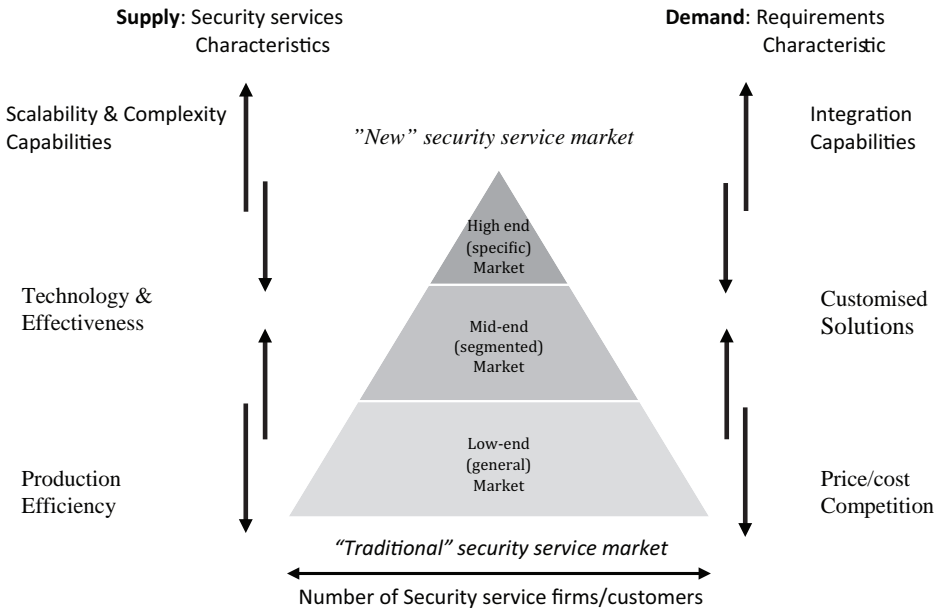 Supply: Security services
Characteristics
Demand: Requirements
Characteristic
Scalability & Complexity
Capabilities
Integration
Capabilities
”New” security service market
High end
(specific)
Market
Technology &
Effectiveness
Customised
Solutions
Mid-end
(segmented)
Market
Low-end
(general)
Market
Production
Efficiency
Price/cost
Competition
“Traditional” security service market
Number of Security service firms/customers